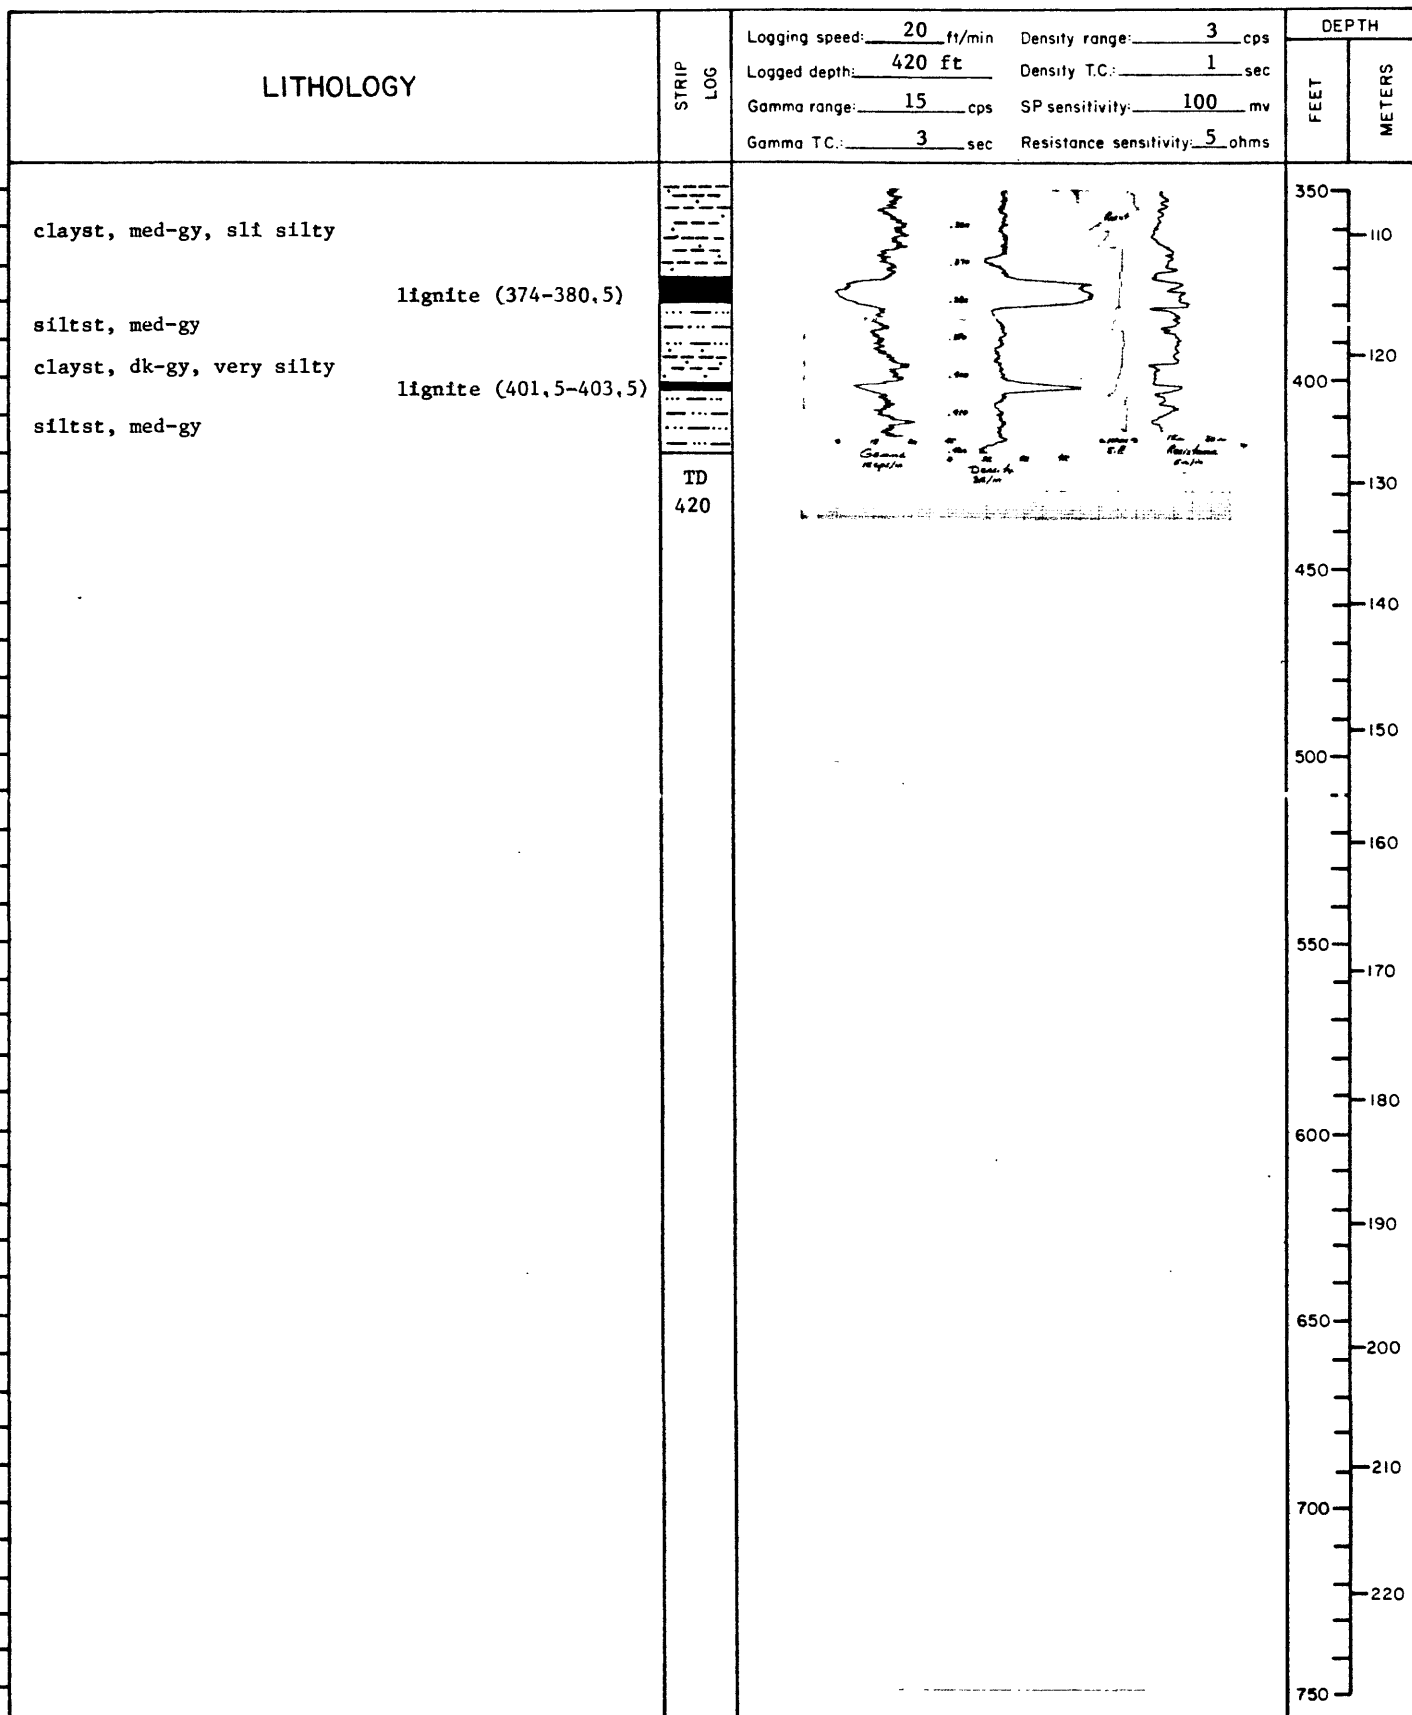 LITHOLOGY
STRIP LOG
Logging speed: 20 ft/min Density range: 3 cps
Logged depth: 420 ft Density T.C.: 1 sec
Gamma range: 15 cps SP sensitivity: 100 mv
Gamma T C.: 3 sec Resistance sensitivity: 5 ohms
DEPTH
FEET
METERS
clayst, med-gy, sli silty
lignite (374-380,5)
siltst, med-gy
clayst, dk-gy, very silty
lignite (401,5-403,5)
siltst, med-gy
TD
420
Gamma
Density
Resistance
350
110
120
400
130
450
140
150
500
160
550
170
180
600
190
650
200
210
700
220
750